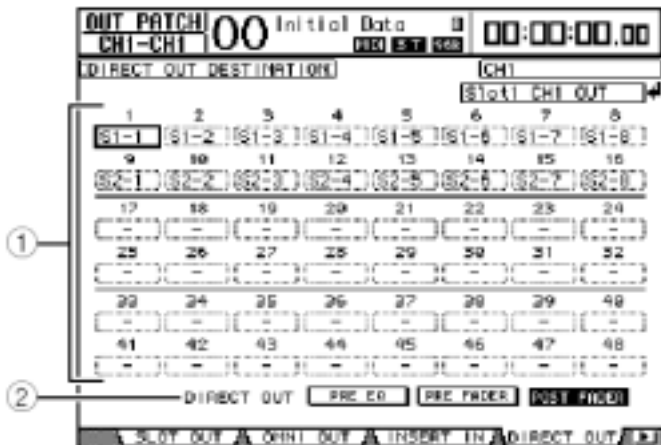 OUT PATCH 00 Initial Data 00:00:00.00
CH1-CH1 MIDI ST 96k
DIRECT OUT DESTINATION CH1
Slot1 CH1 OUT
1 2 3 4 5 6 7 8
S1-1 S1-2 S1-3 S1-4 S1-5 S1-6 S1-7 S1-8
9 10 11 12 13 14 15 16
S2-1 S2-2 S2-3 S2-4 S2-5 S2-6 S2-7 S2-8
17 18 19 20 21 22 23 24
- - - - - - - -
25 26 27 28 29 30 31 32
- - - - - - - -
33 34 35 36 37 38 39 40
- - - - - - - -
41 42 43 44 45 46 47 48
- - - - - - - -
DIRECT OUT PRE EQ PRE FADER POST FADER
SLOT OUT OMNI OUT INSERT IN DIRECT OUT
1
2